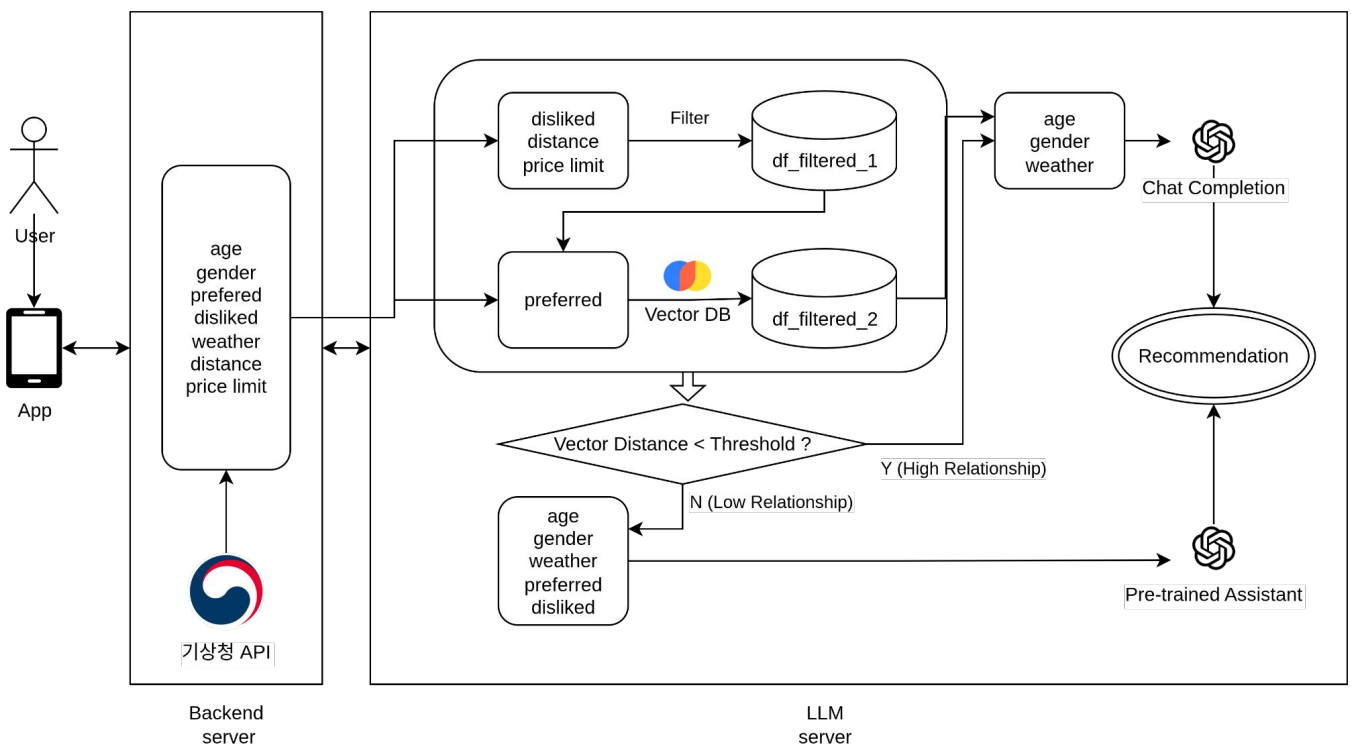 User
App
age
gender
prefered
disliked
weather
distance
price limit
기상청 API
Backend
server
disliked
distance
price limit
Filter
df_filtered_1
preferred
Vector DB
df_filtered_2
Vector Distance < Threshold ?
Y (High Relationship)
N (Low Relationship)
age
gender
weather
preferred
disliked
age
gender
weather
Chat Completion
Recommendation
Pre-trained Assistant
LLM
server